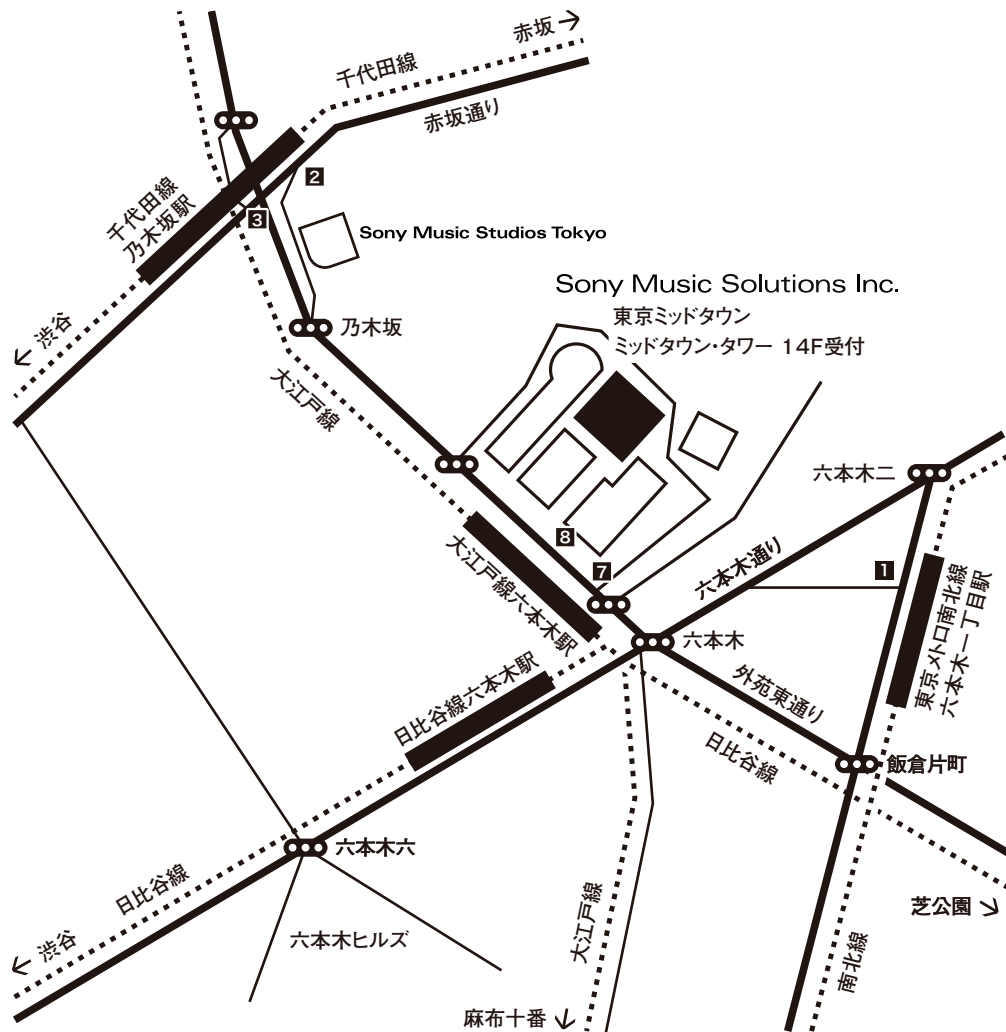 赤坂 →
千代田線
赤坂通り
2
千代田線
乃木坂駅
3
Sony Music Studios Tokyo
Sony Music Solutions Inc.
東京ミッドタウン
ミッドタウン・タワー 14F受付
← 渋谷
乃木坂
大江戸線
六本木二
8
7
1
六本木通り
大江戸線六本木駅
六本木
東京メトロ南北線
六本木一丁目駅
日比谷線六本木駅
外苑東通り
日比谷線
飯倉片町
六本木六
日比谷線
← 渋谷
六本木ヒルズ
大江戸線
芝公園 →
南北線
麻布十番 ↓